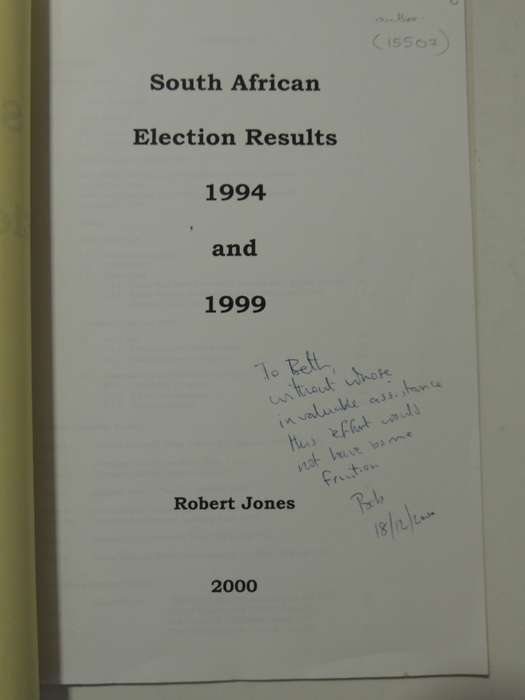 (15502)
South African
Election Results
1994
and
1999
To Beth,
without whose
invaluable assistance
this effort would
not have borne
fruition
Bob
18/12/2000
Robert Jones
2000